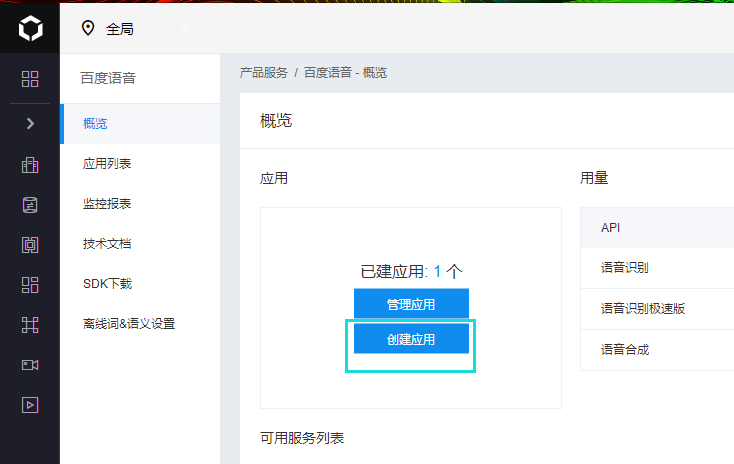 全局
百度语音
概览
应用列表
监控报表
技术文档
SDK下载
离线词&语义设置
产品服务 / 百度语音 - 概览
概览
应用
已建应用: 1 个
管理应用
创建应用
可用服务列表
用量
API
语音识别
语音识别极速版
语音合成